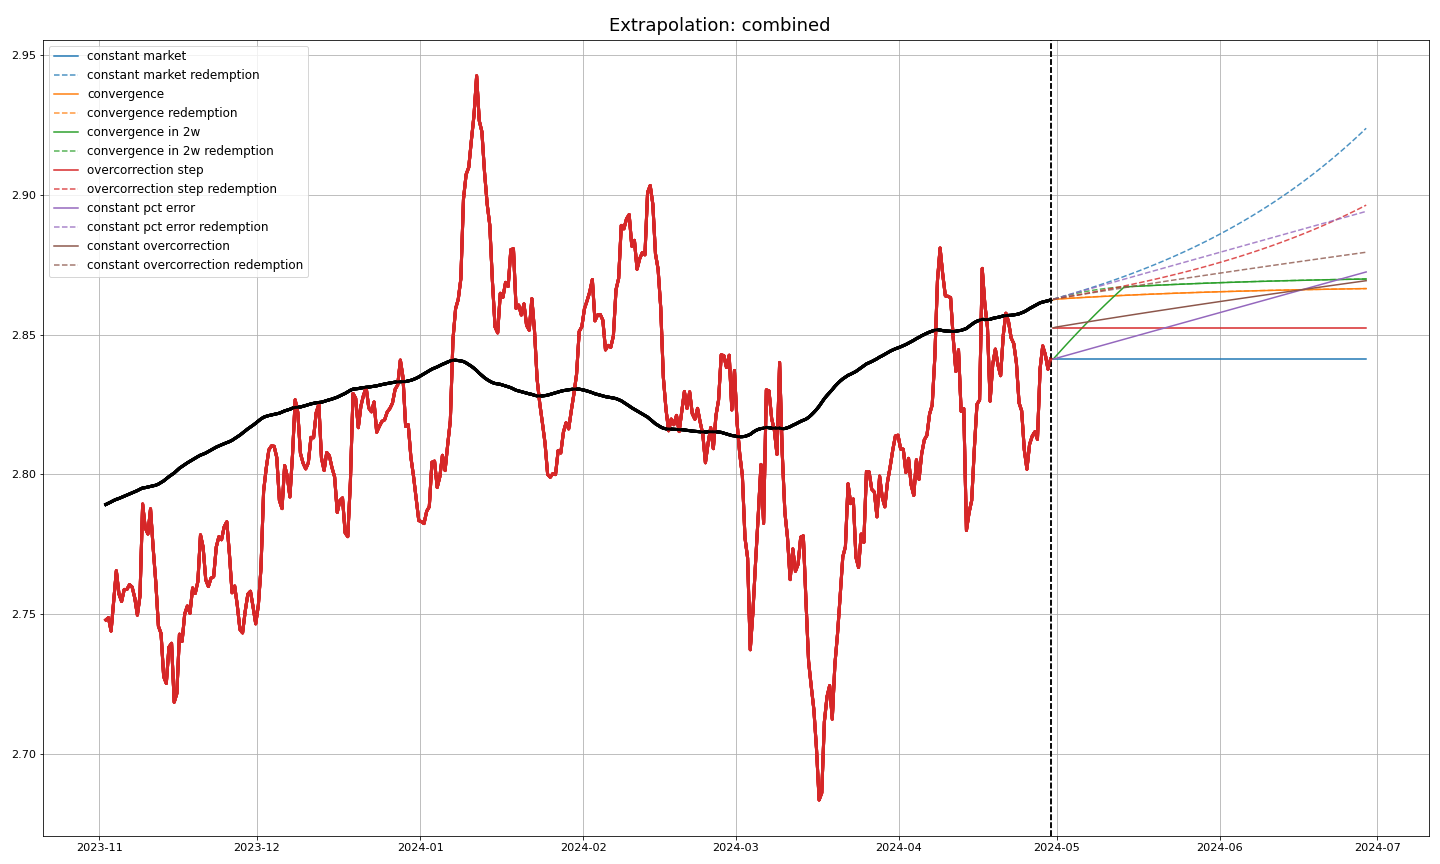 Extrapolation: combined
constant market
constant market redemption
convergence
convergence redemption
convergence in 2w
convergence in 2w redemption
overcorrection step
overcorrection step redemption
constant pct error
constant pct error redemption
constant overcorrection
constant overcorrection redemption
2.95
2.90
2.85
2.80
2.75
2.70
2023-11 2023-12 2024-01 2024-02 2024-03 2024-04 2024-05 2024-06 2024-07